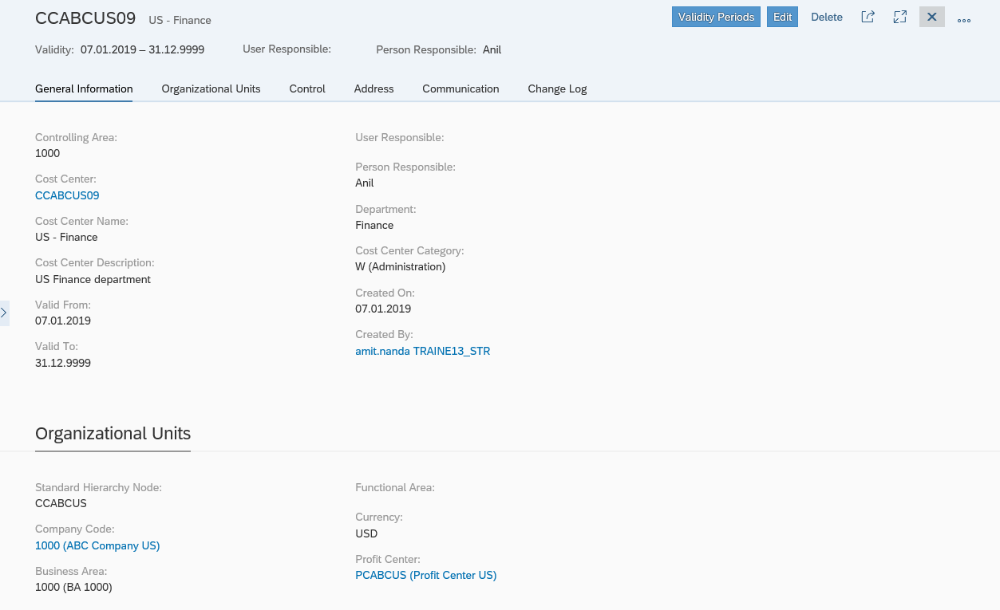 CCABCUS09 US - Finance Validity Periods Edit Delete
Validity: 07.01.2019 – 31.12.9999 User Responsible: Person Responsible: Anil
General Information Organizational Units Control Address Communication Change Log
Controlling Area:
1000
Cost Center:
CCABCUS09
Cost Center Name:
US - Finance
Cost Center Description:
US Finance department
Valid From:
07.01.2019
Valid To:
31.12.9999
User Responsible:
Person Responsible:
Anil
Department:
Finance
Cost Center Category:
W (Administration)
Created On:
07.01.2019
Created By:
amit.nanda TRAINE13_STR
Organizational Units
Standard Hierarchy Node:
CCABCUS
Company Code:
1000 (ABC Company US)
Business Area:
1000 (BA 1000)
Functional Area:
Currency:
USD
Profit Center:
PCABCUS (Profit Center US)